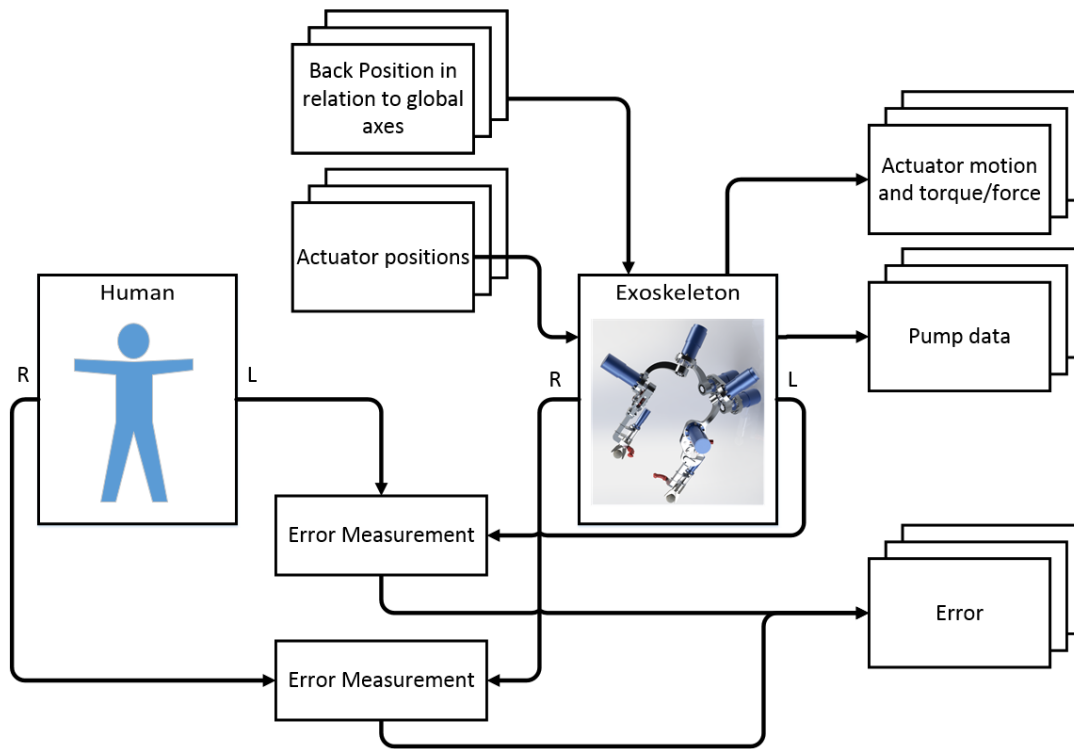 Back Position in
relation to global
axes
Actuator motion
and torque/force
Actuator positions
Human
Exoskeleton
Pump data
R
L
R
L
Error Measurement
Error
Error Measurement